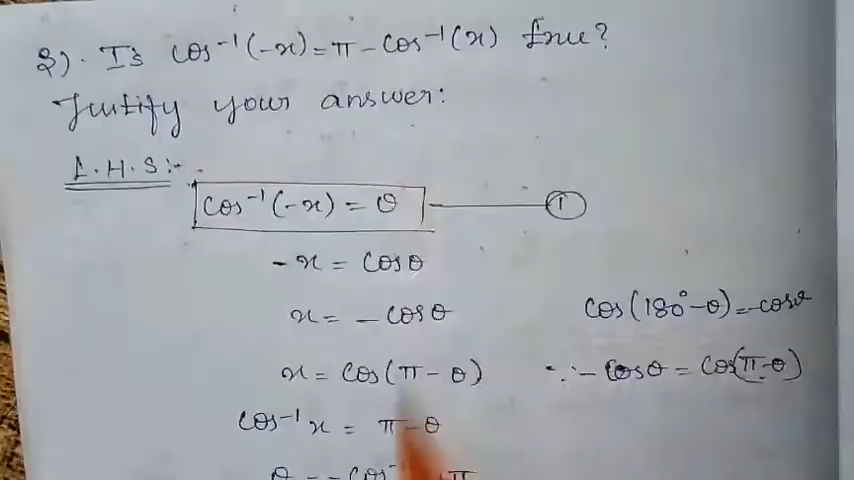 Q). Is cos⁻¹(-x) = π - cos⁻¹(x) true?
Justify your answer:
L.H.S:-
cos⁻¹(-x) = θ — 1
-x = cosθ
x = -cosθ cos(180° - θ) = -cosθ
x = cos(π - θ) ∵ - cosθ = cos(π-θ)
cos⁻¹x = π - θ
θ = -cos⁻ π